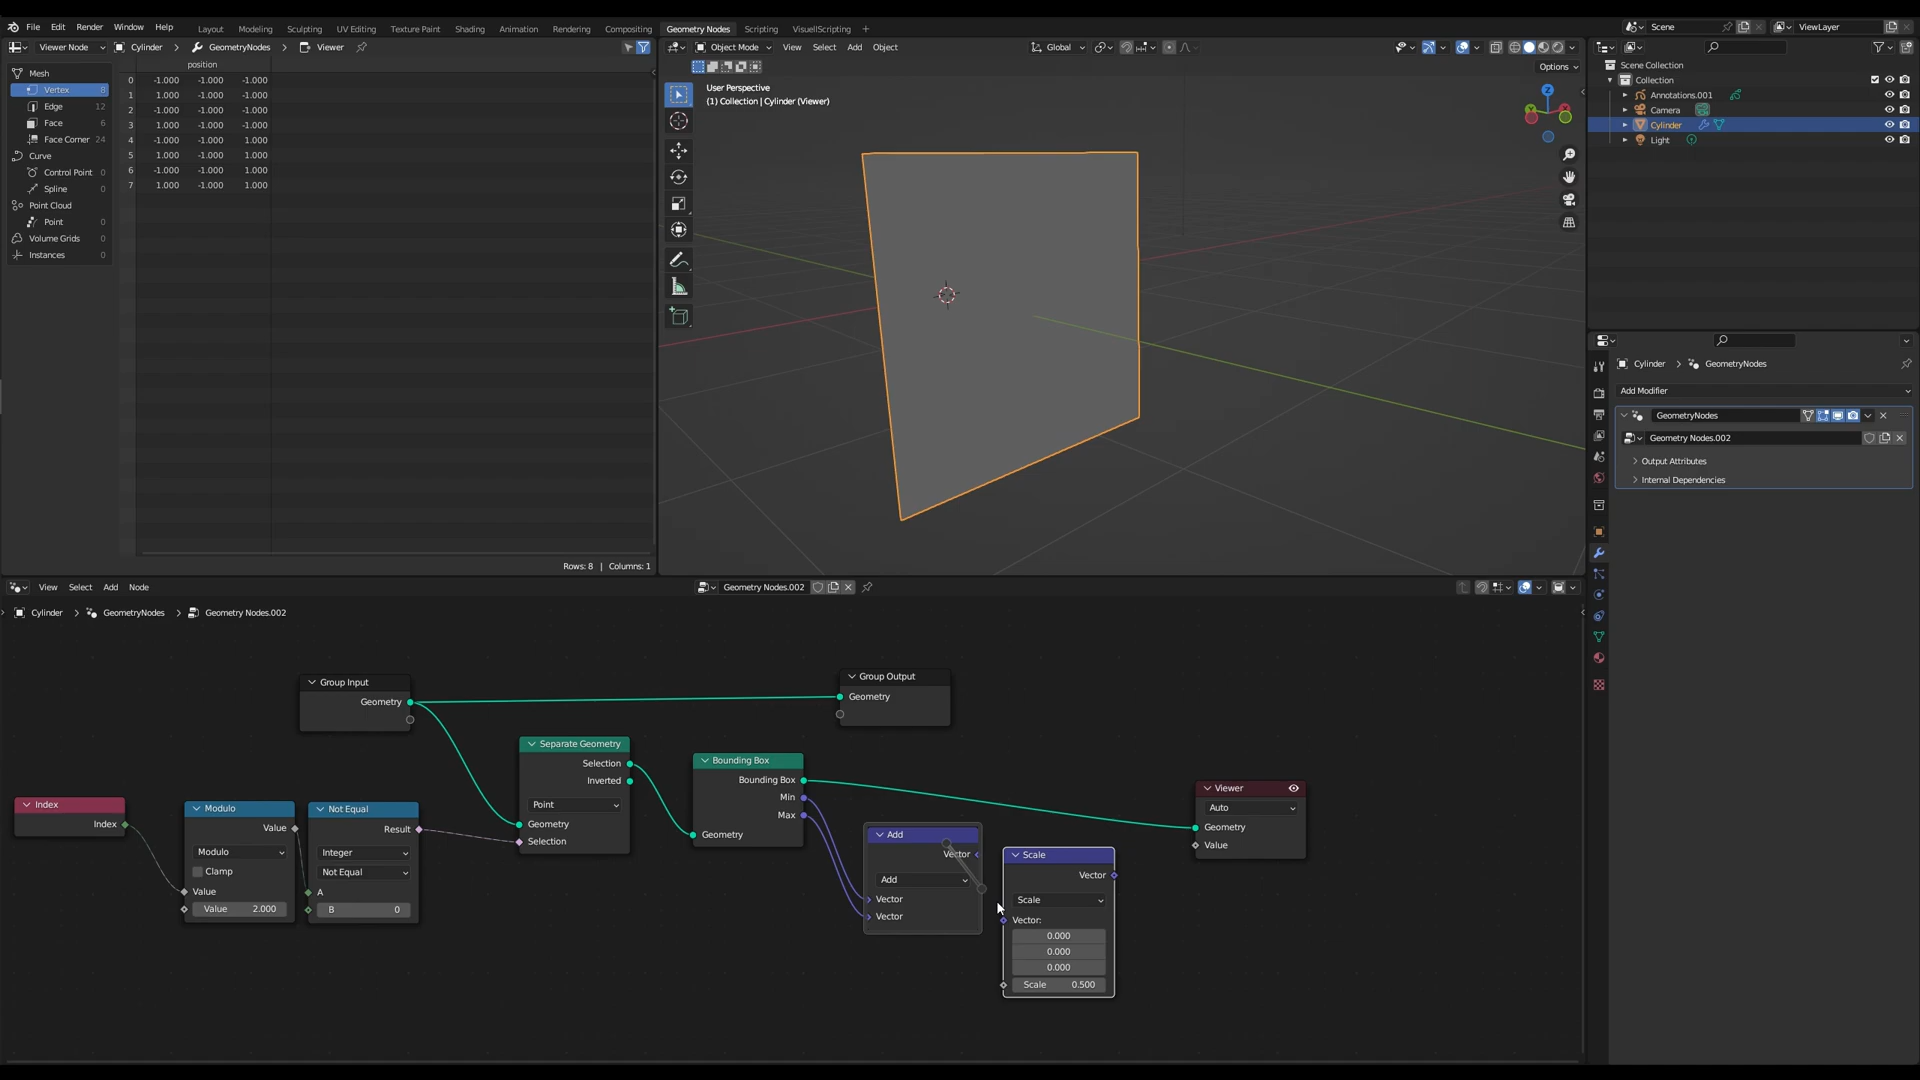 File Edit Render Window Help Layout Modeling Sculpting UV Editing Texture Paint Shading Animation Rendering Compositing Geometry Nodes Scripting VisuellScripting + Scene ViewLayer
Viewer Node Cylinder > GeometryNodes > Viewer
Object Mode View Select Add Object Global
Options
position
Mesh
Vertex 8
Edge 12
Face 6
Face Corner 24
Curve
Control Point 0
Spline 0
Point Cloud
Point 0
Volume Grids 0
Instances 0
0 -1.000 -1.000 -1.000
1 1.000 -1.000 -1.000
2 -1.000 -1.000 -1.000
3 1.000 -1.000 -1.000
4 -1.000 -1.000 1.000
5 1.000 -1.000 1.000
6 -1.000 -1.000 1.000
7 1.000 -1.000 1.000
Rows: 8 | Columns: 1
User Perspective
(1) Collection | Cylinder (Viewer)
Z
Y
Scene Collection
Collection
Annotations.001
Camera
Cylinder
Light
Cylinder > GeometryNodes
Add Modifier
GeometryNodes
Geometry Nodes.002
Output Attributes
Internal Dependencies
View Select Add Node Geometry Nodes.002
Cylinder > GeometryNodes > Geometry Nodes.002
Group Input
Geometry
Group Output
Geometry
Index
Index
Modulo
Value
Modulo
Clamp
Value
Value 2.000
Not Equal
Result
Integer
Not Equal
A
B 0
Separate Geometry
Selection
Inverted
Point
Geometry
Selection
Bounding Box
Bounding Box
Min
Max
Geometry
Add
Vector
Add
Vector
Vector
Scale
Vector
Scale
Vector:
0.000
0.000
0.000
Scale 0.500
Viewer
Auto
Geometry
Value